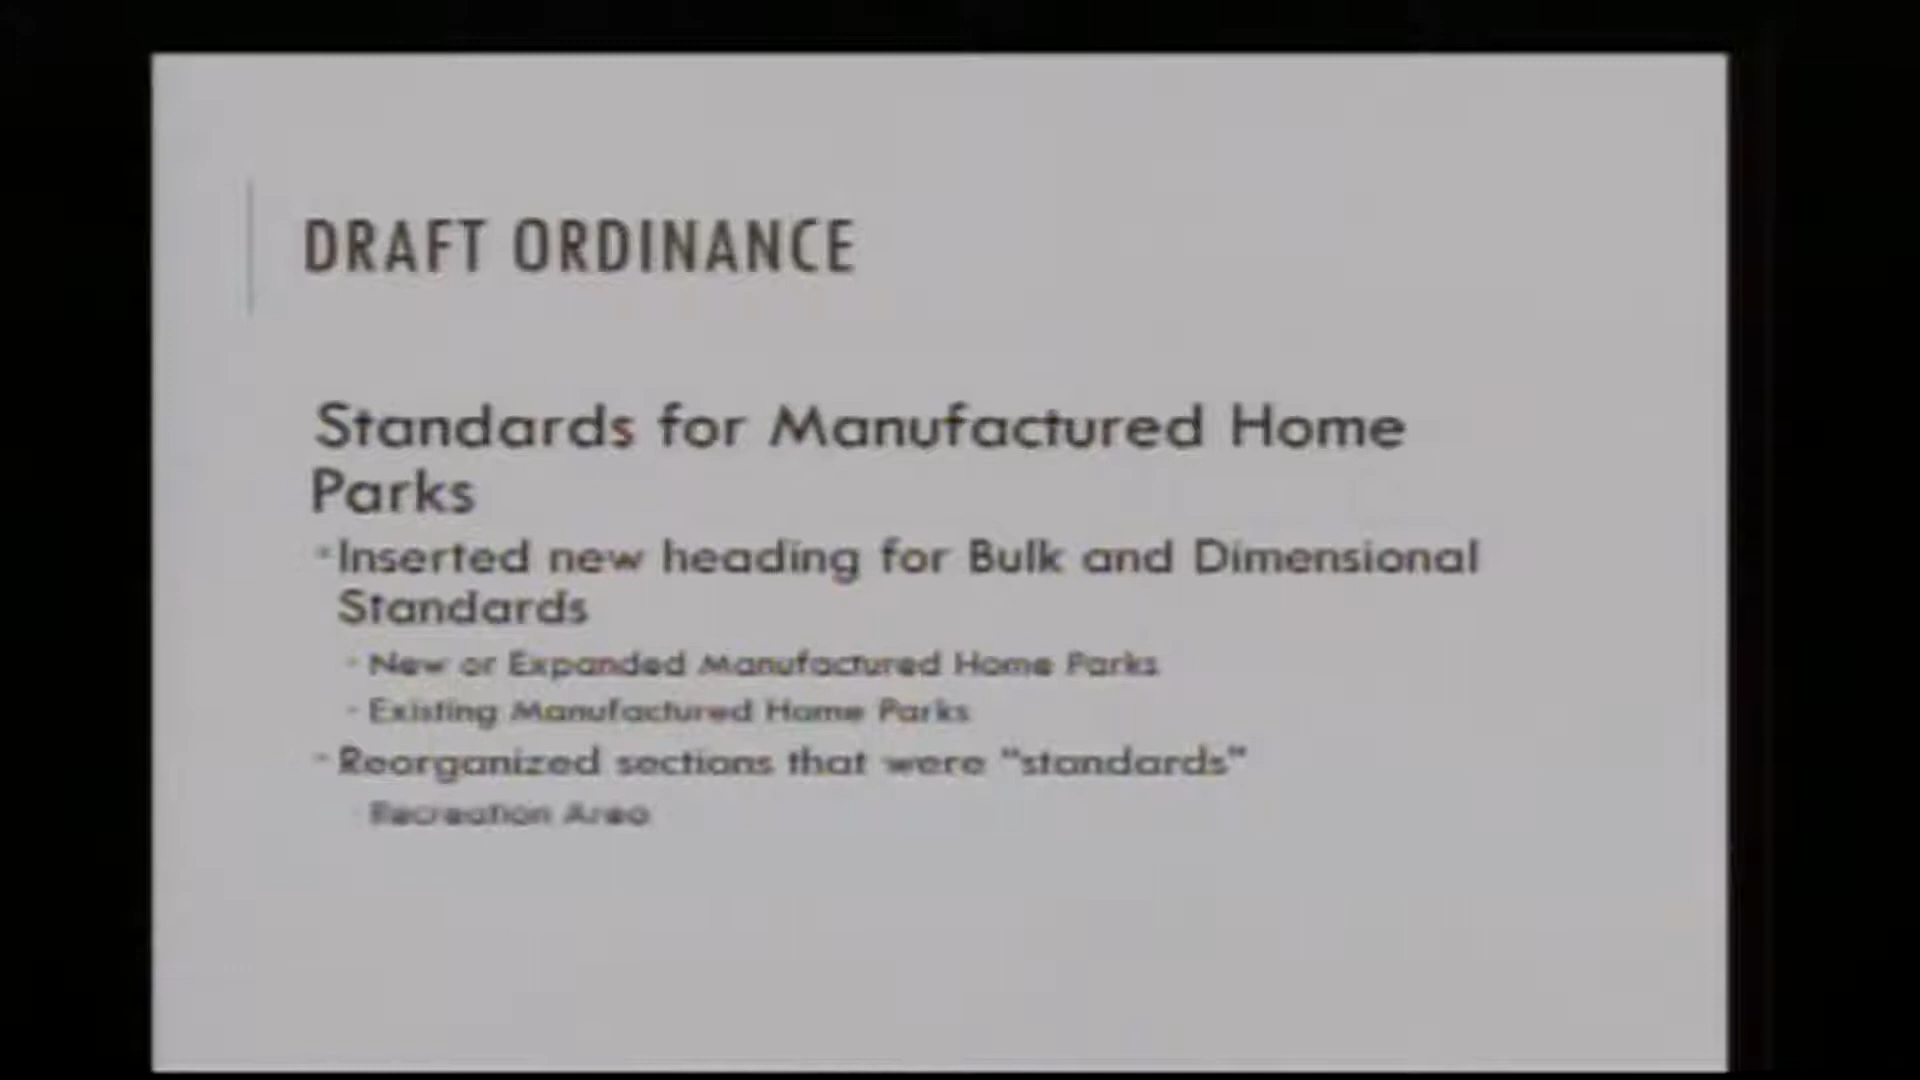 DRAFT ORDINANCE
Standards for Manufactured Home
Parks
Inserted new heading for Bulk and Dimensional
Standards
New or Expanded Manufactured Home Parks
Existing Manufactured Home Parks
Reorganized sections that were "standards"
Recreation Area